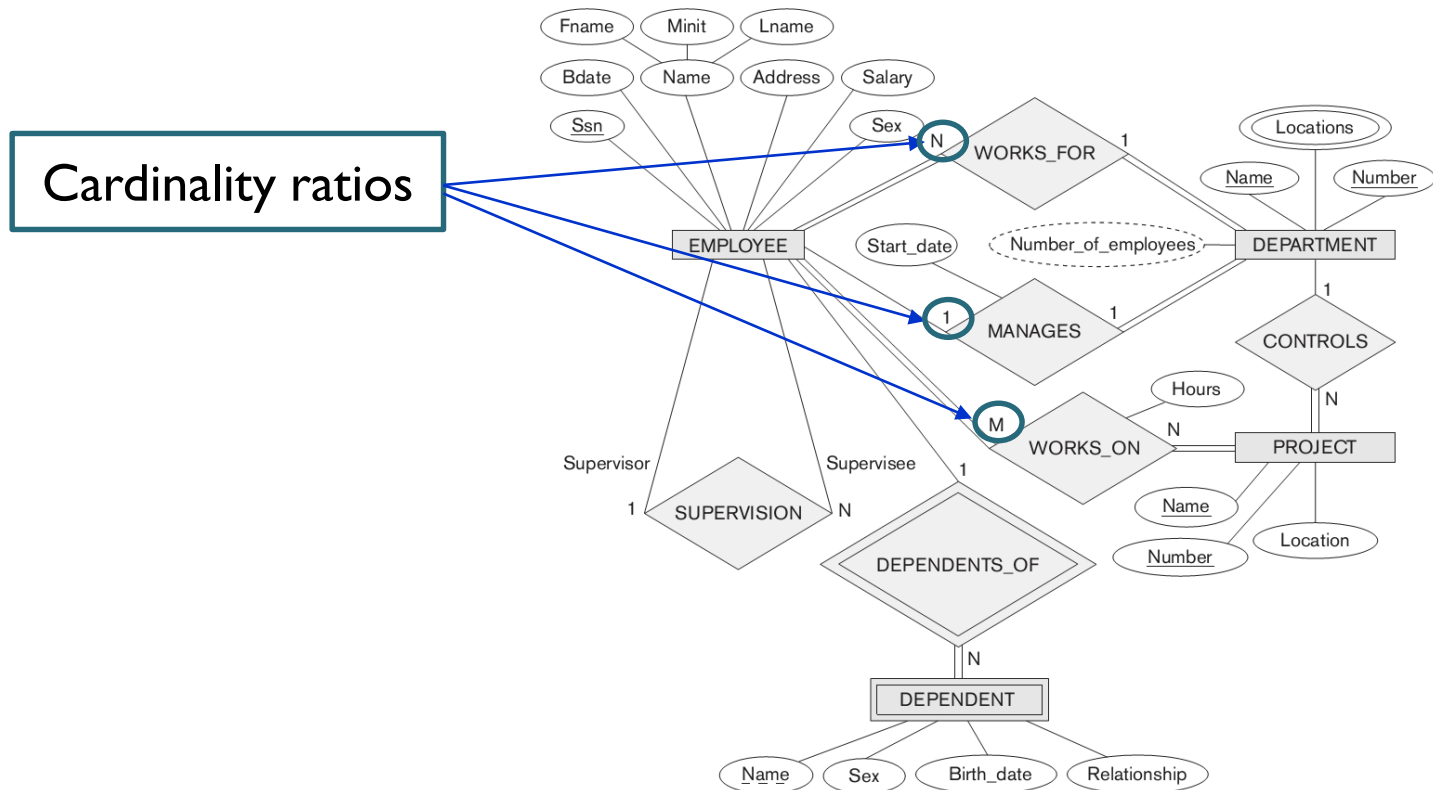 Fname Minit Lname
Bdate Name Address Salary
Ssn Sex N WORKS_FOR 1 Locations
Cardinality ratios
Name Number
EMPLOYEE Start_date Number_of_employees DEPARTMENT
1 MANAGES 1 1
CONTROLS
Hours N
M WORKS_ON N PROJECT
Supervisor Supervisee 1
1 SUPERVISION N Name
Location
Number
DEPENDENTS_OF
N
DEPENDENT
Name Sex Birth_date Relationship